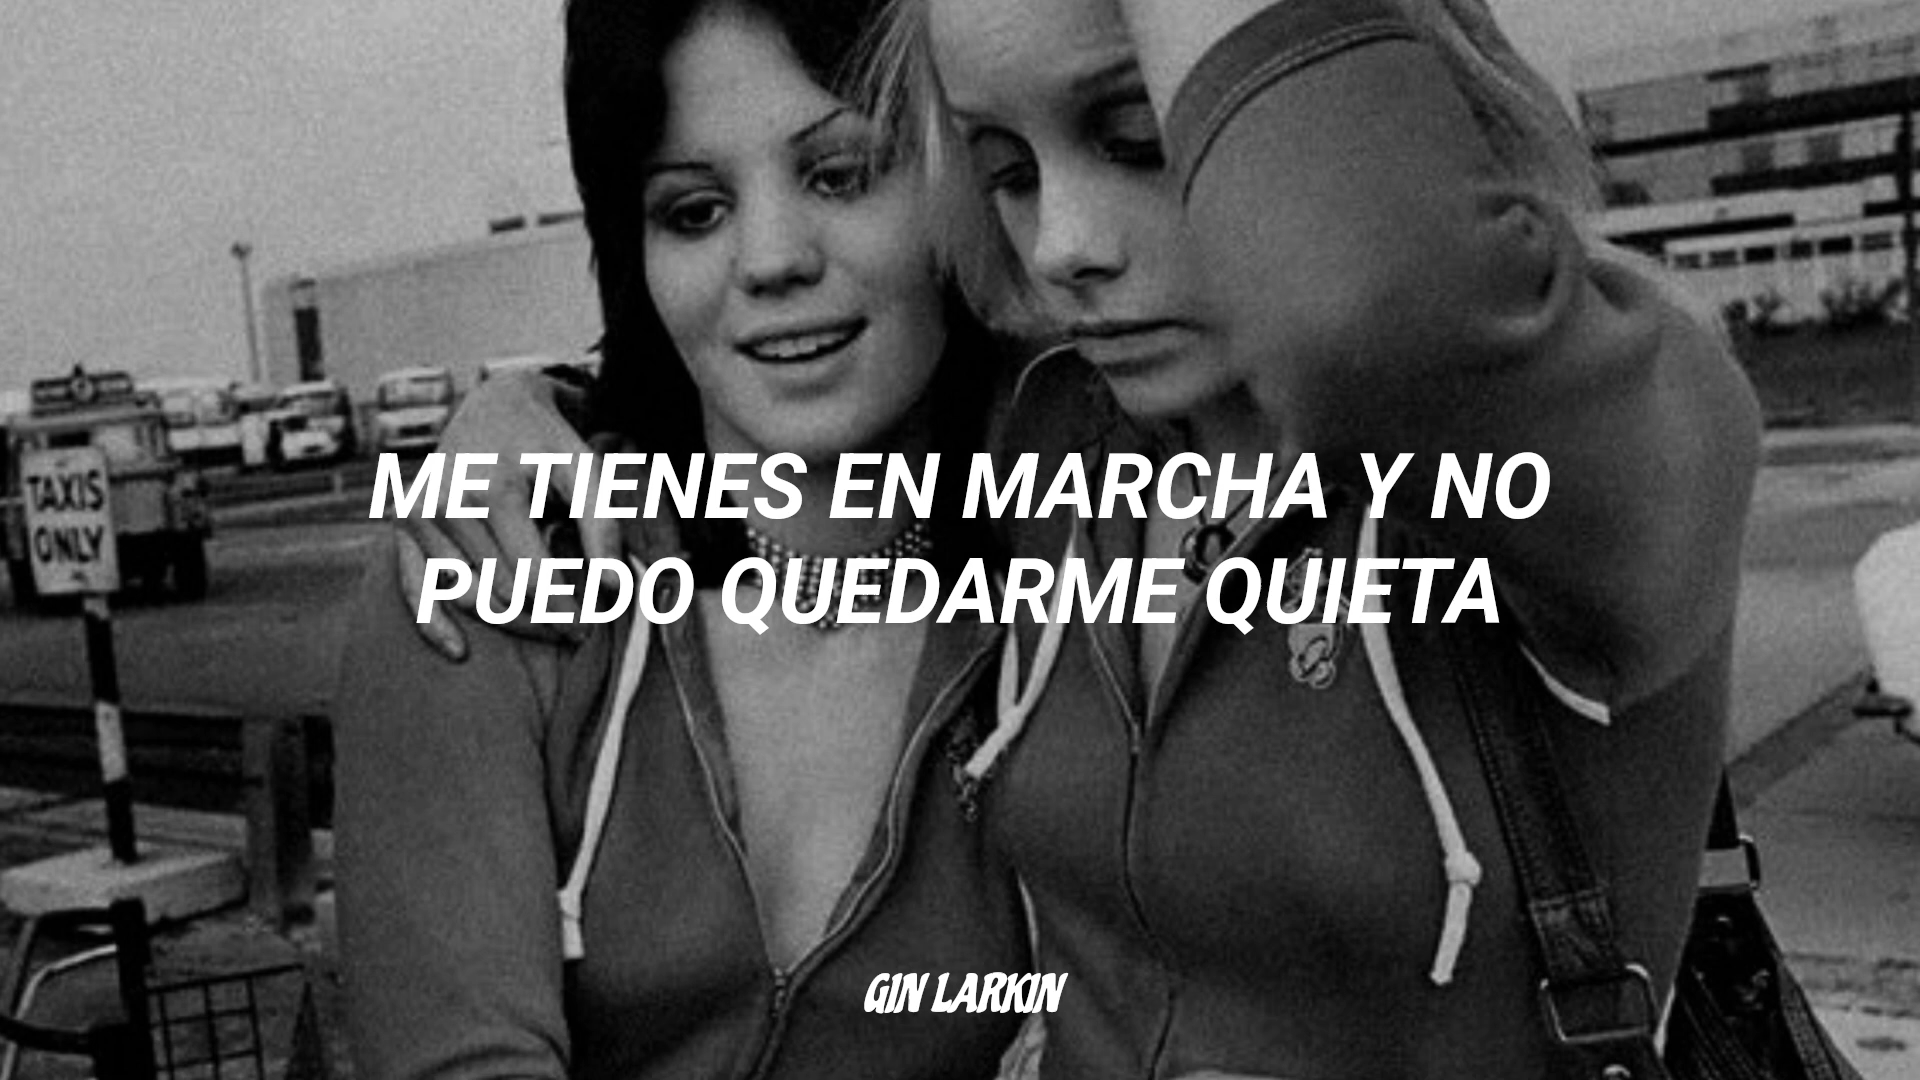 TAXIS
ONLY
ME TIENES EN MARCHA Y NO
PUEDO QUEDARME QUIETA
GIN LARKIN